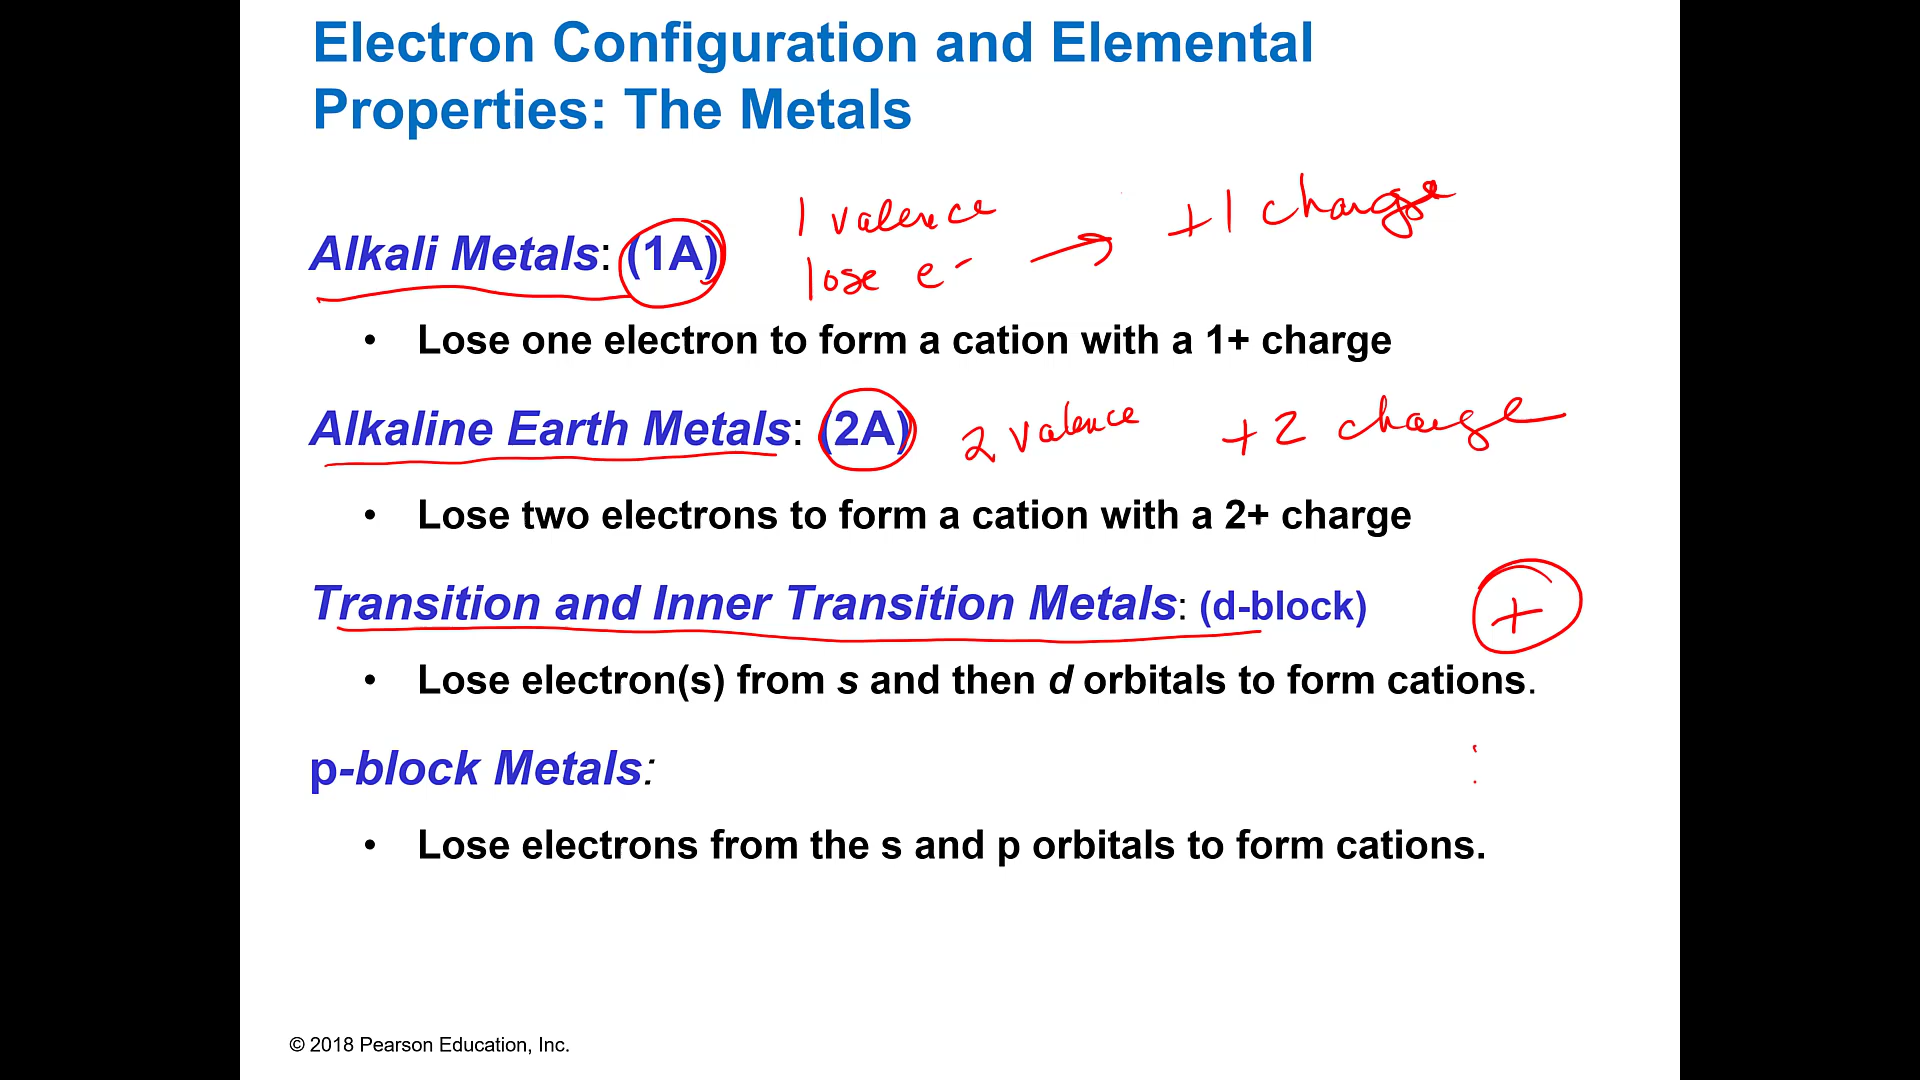 Electron Configuration and Elemental
Properties: The Metals
1 valence
+1 charge
Alkali Metals: (1A)
lose e-
• Lose one electron to form a cation with a 1+ charge
Alkaline Earth Metals: (2A) 2 valence +2 charge
• Lose two electrons to form a cation with a 2+ charge
Transition and Inner Transition Metals: (d-block) +
• Lose electron(s) from s and then d orbitals to form cations.
p-block Metals:
• Lose electrons from the s and p orbitals to form cations.
© 2018 Pearson Education, Inc.